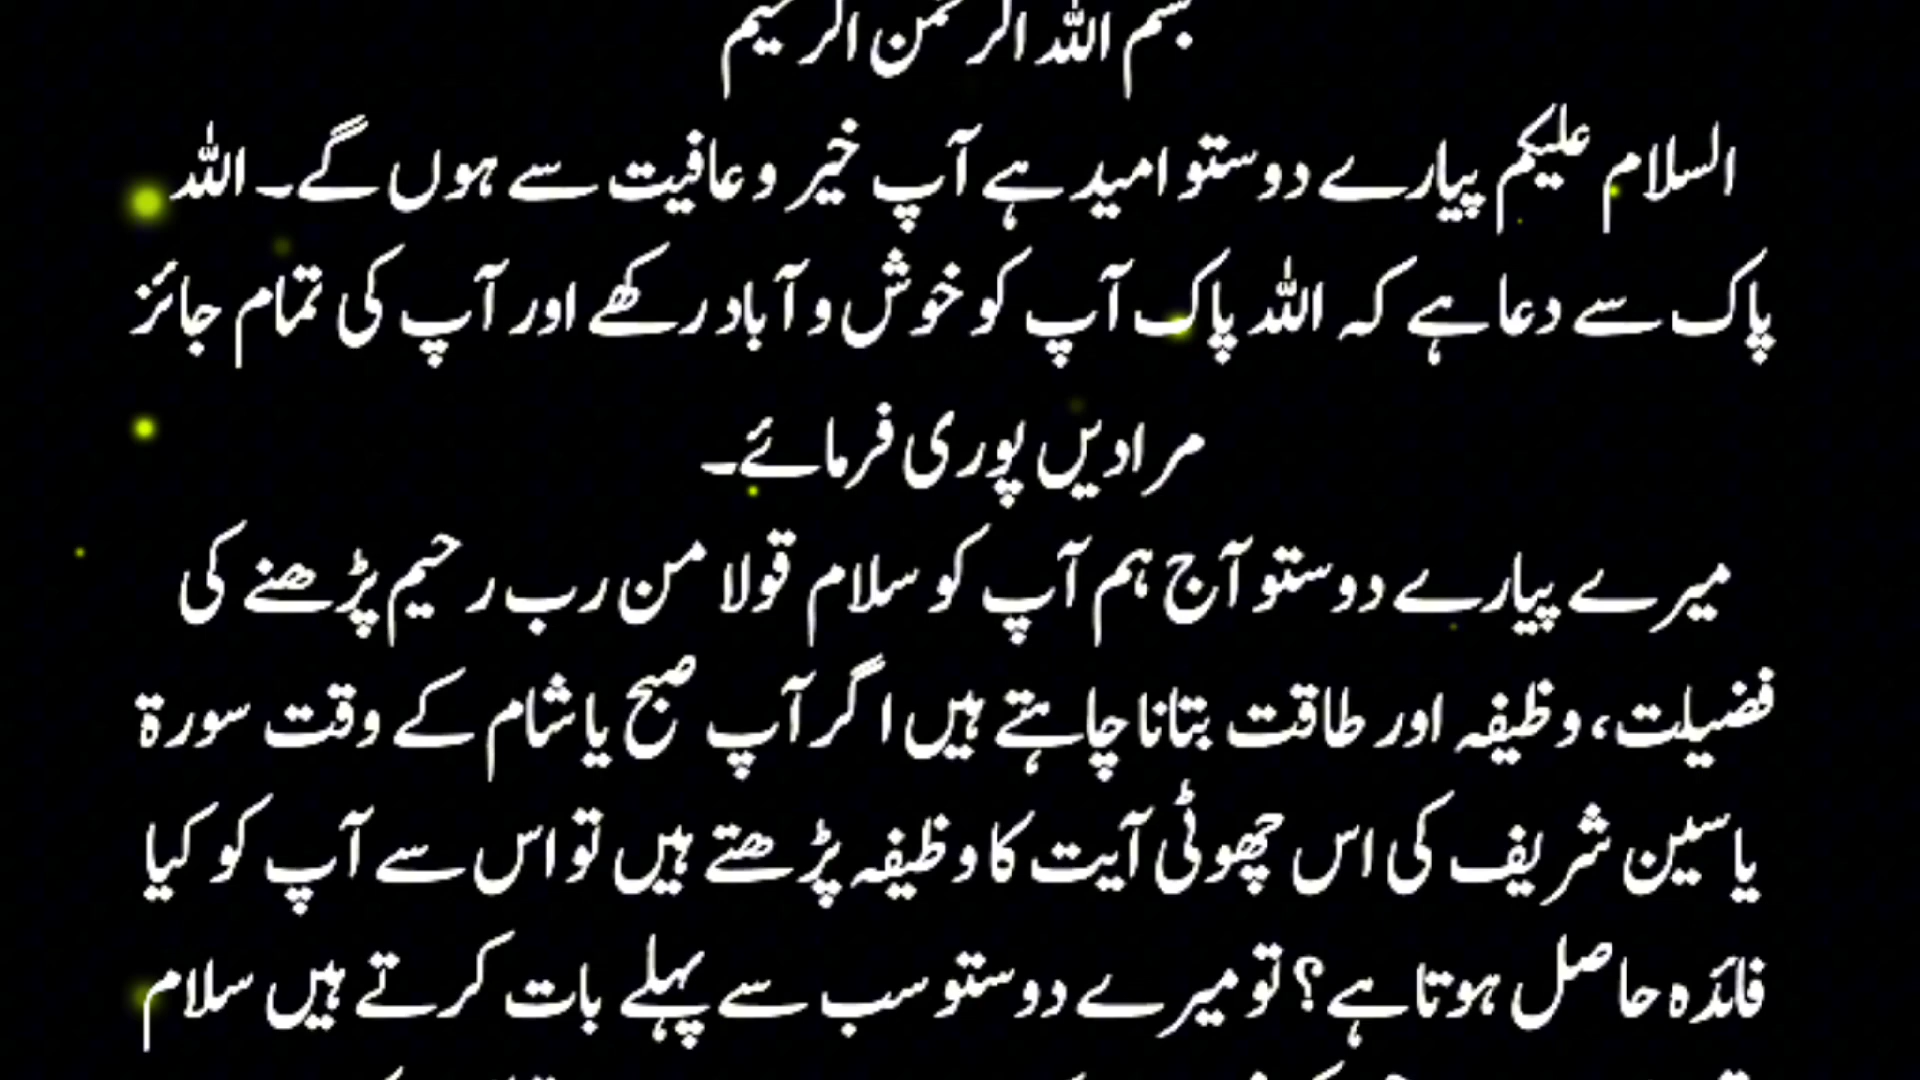 بسم اللہ الرحمن الرحیم
السلام علیکم پیارے دوستو امید ہے آپ خیر و عافیت سے ہوں گے۔ اللہ
پاک سے دعا ہے کہ اللہ پاک آپ کو خوش و آباد رکھے اور آپ کی تمام جائز
مرادیں پوری فرمائے۔
میرے پیارے دوستو آج ہم آپ کو سلام قولا من رب رحیم پڑھنے کی
فضیلت، وظیفہ اور طاقت بتانا چاہتے ہیں اگر آپ صبح یا شام کے وقت سورۃ
یاسین شریف کی اس چھوٹی آیت کا وظیفہ پڑھتے ہیں تو اس سے آپ کو کیا
فائدہ حاصل ہوتا ہے؟ تو میرے دوستو سب سے پہلے بات کرتے ہیں سلام